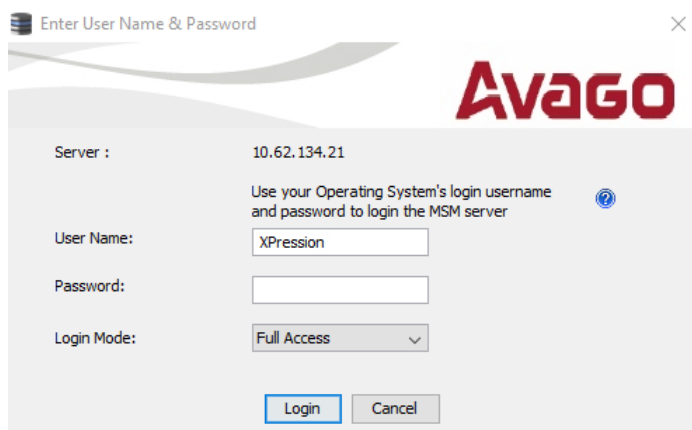 Enter User Name & Password
Avago
Server :
10.62.134.21
Use your Operating System's login username
and password to login the MSM server
User Name:
XPression
Password:
Login Mode:
Full Access
Login
Cancel